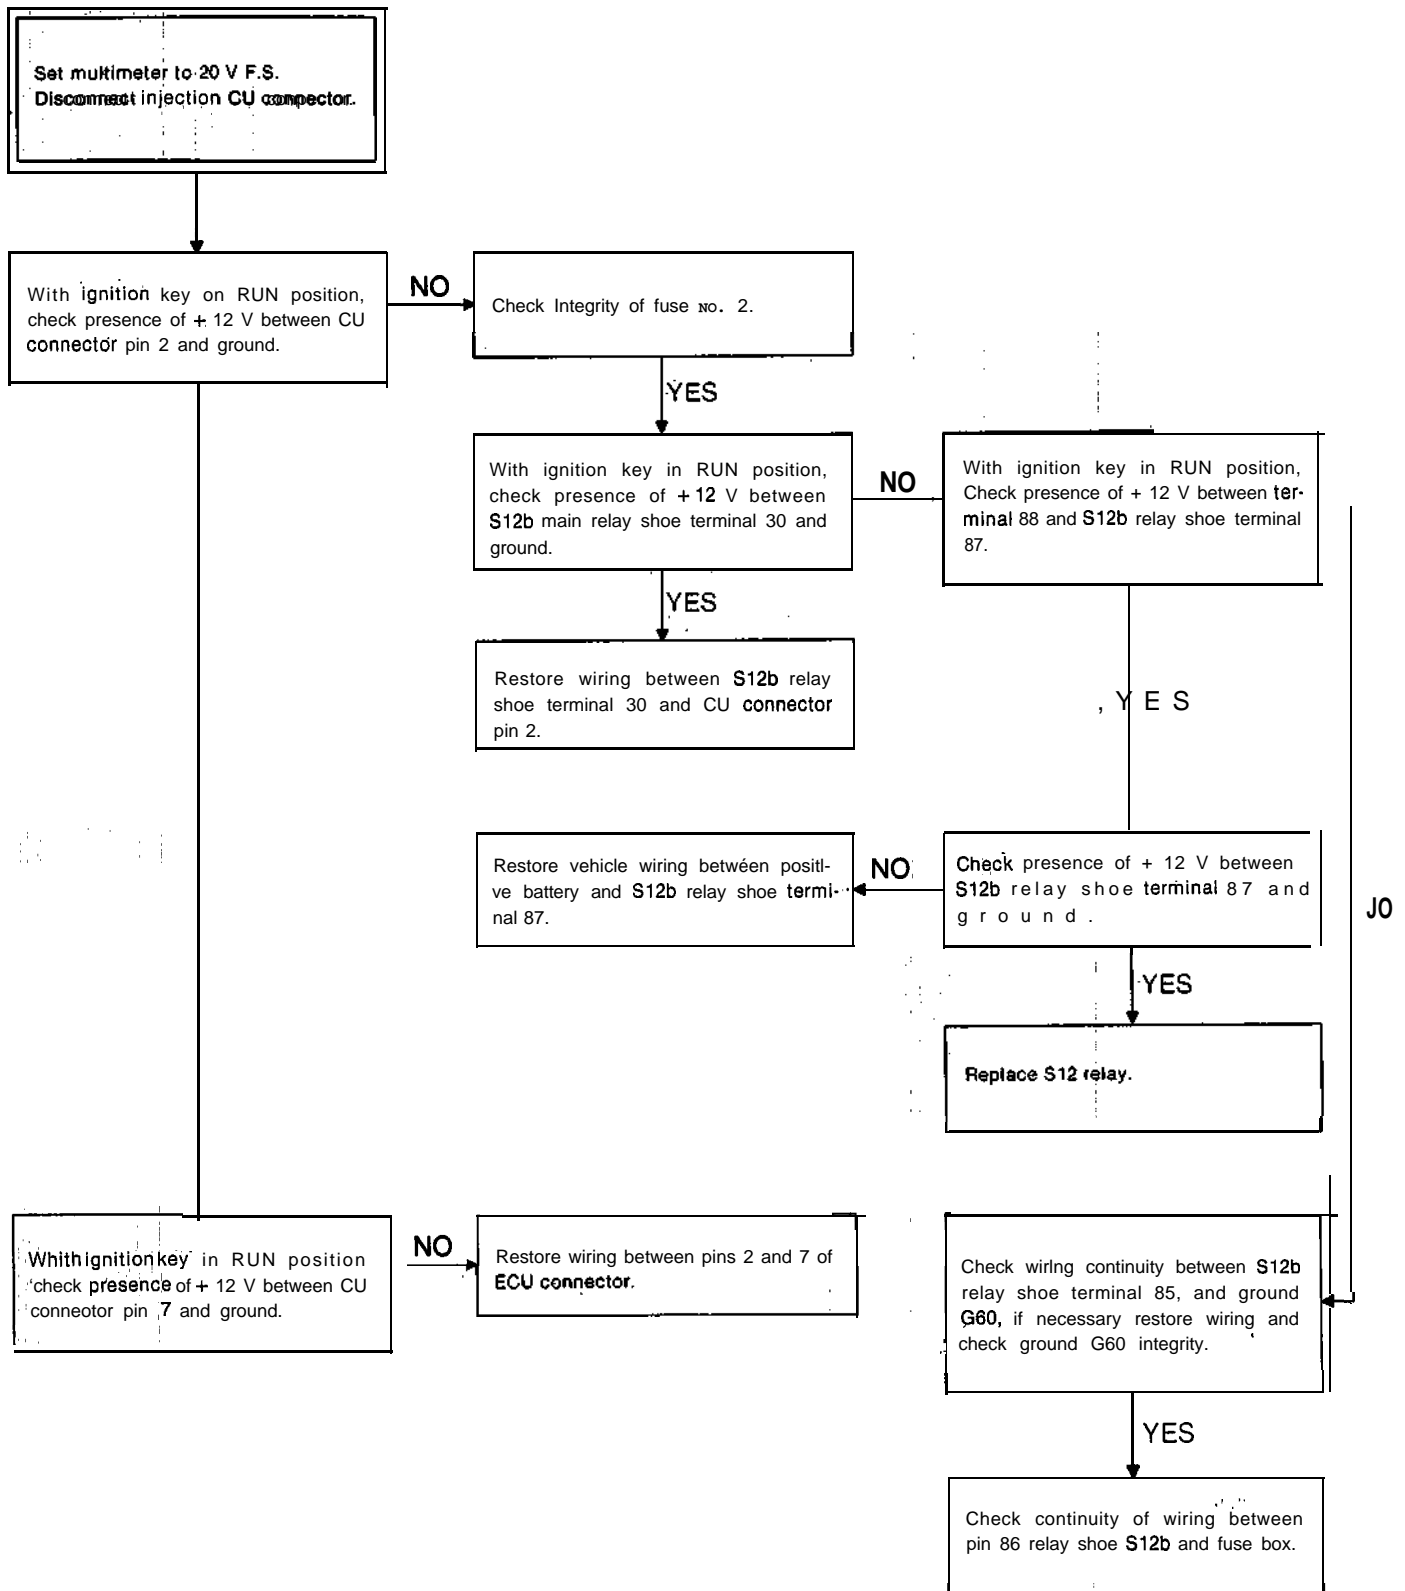 Set multimeter to 20 V F.S.
Disconnect injection CU connector.
With ignition key on RUN position,
check presence of + 12 V between CU
connector pin 2 and ground.
NO
Check Integrity of fuse NO. 2.
YES
With ignition key in RUN position,
check presence of + 12 V between
S12b main relay shoe terminal 30 and
ground.
NO
With ignition key in RUN position,
Check presence of + 12 V between ter-
minal 88 and S12b relay shoe terminal
87.
YES
Restore wiring between S12b relay
shoe terminal 30 and CU connector
pin 2.
, Y E S
Restore vehicle wiring betwéen positI-
ve battery and S12b relay shoe termi-
nal 87.
NO
Check presence of + 12 V between
S12b relay shoe terminal 87 and
ground.
JO
YES
Replace S12 relay.
Whith ignition key in RUN position
check presence of + 12 V between CU
conneotor pin 7 and ground.
NO
Restore wiring between pins 2 and 7 of
ECU connector.
Check wirIng continuity between S12b
relay shoe terminal 85, and ground
G60, if necessary restore wiring and
check ground G60 integrity.
YES
Check continuity of wiring between
pin 86 relay shoe S12b and fuse box.